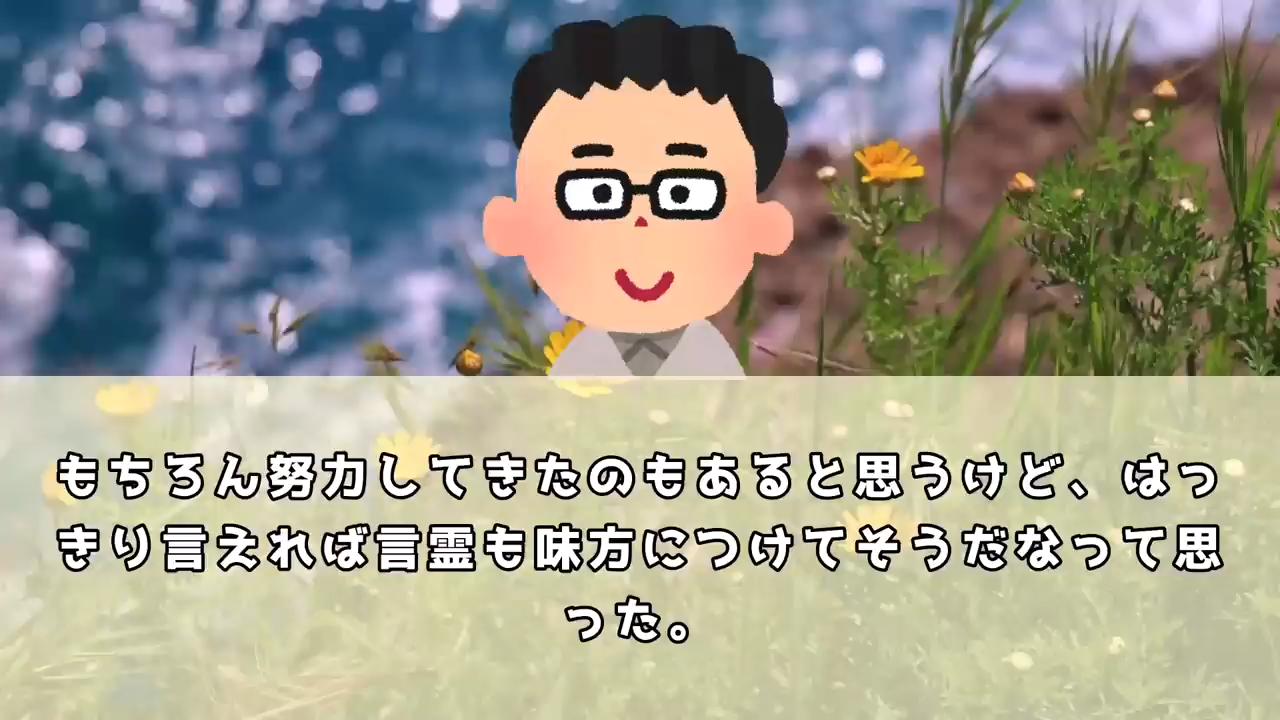 もちろん努力してきたのもあると思うけど、はっ
きり言えれば言霊も味方につけてそうだなって思
った。